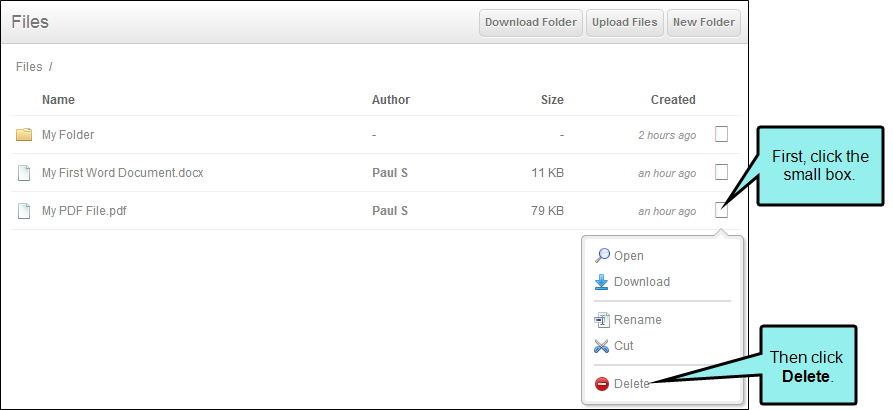 Files
Download Folder Upload Files New Folder
Files /
Name Author Size Created
My Folder - - 2 hours ago
My First Word Document.docx Paul S 11 KB an hour ago
My PDF File.pdf Paul S 79 KB an hour ago
First, click the
small box.
Open
Download
Rename
Cut
Delete
Then click
Delete.